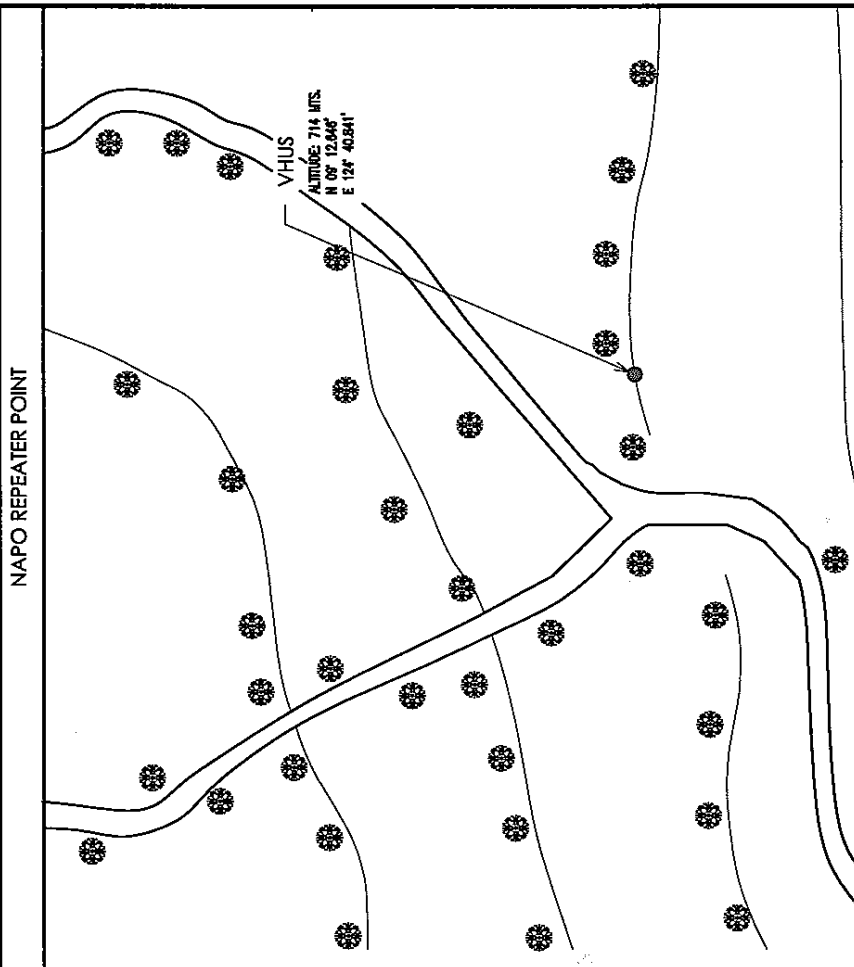 NAPO REPEATER POINT
VHUS
ALTITUDE: 714 MTS.
N 09° 12.646'
E 124° 40.841'